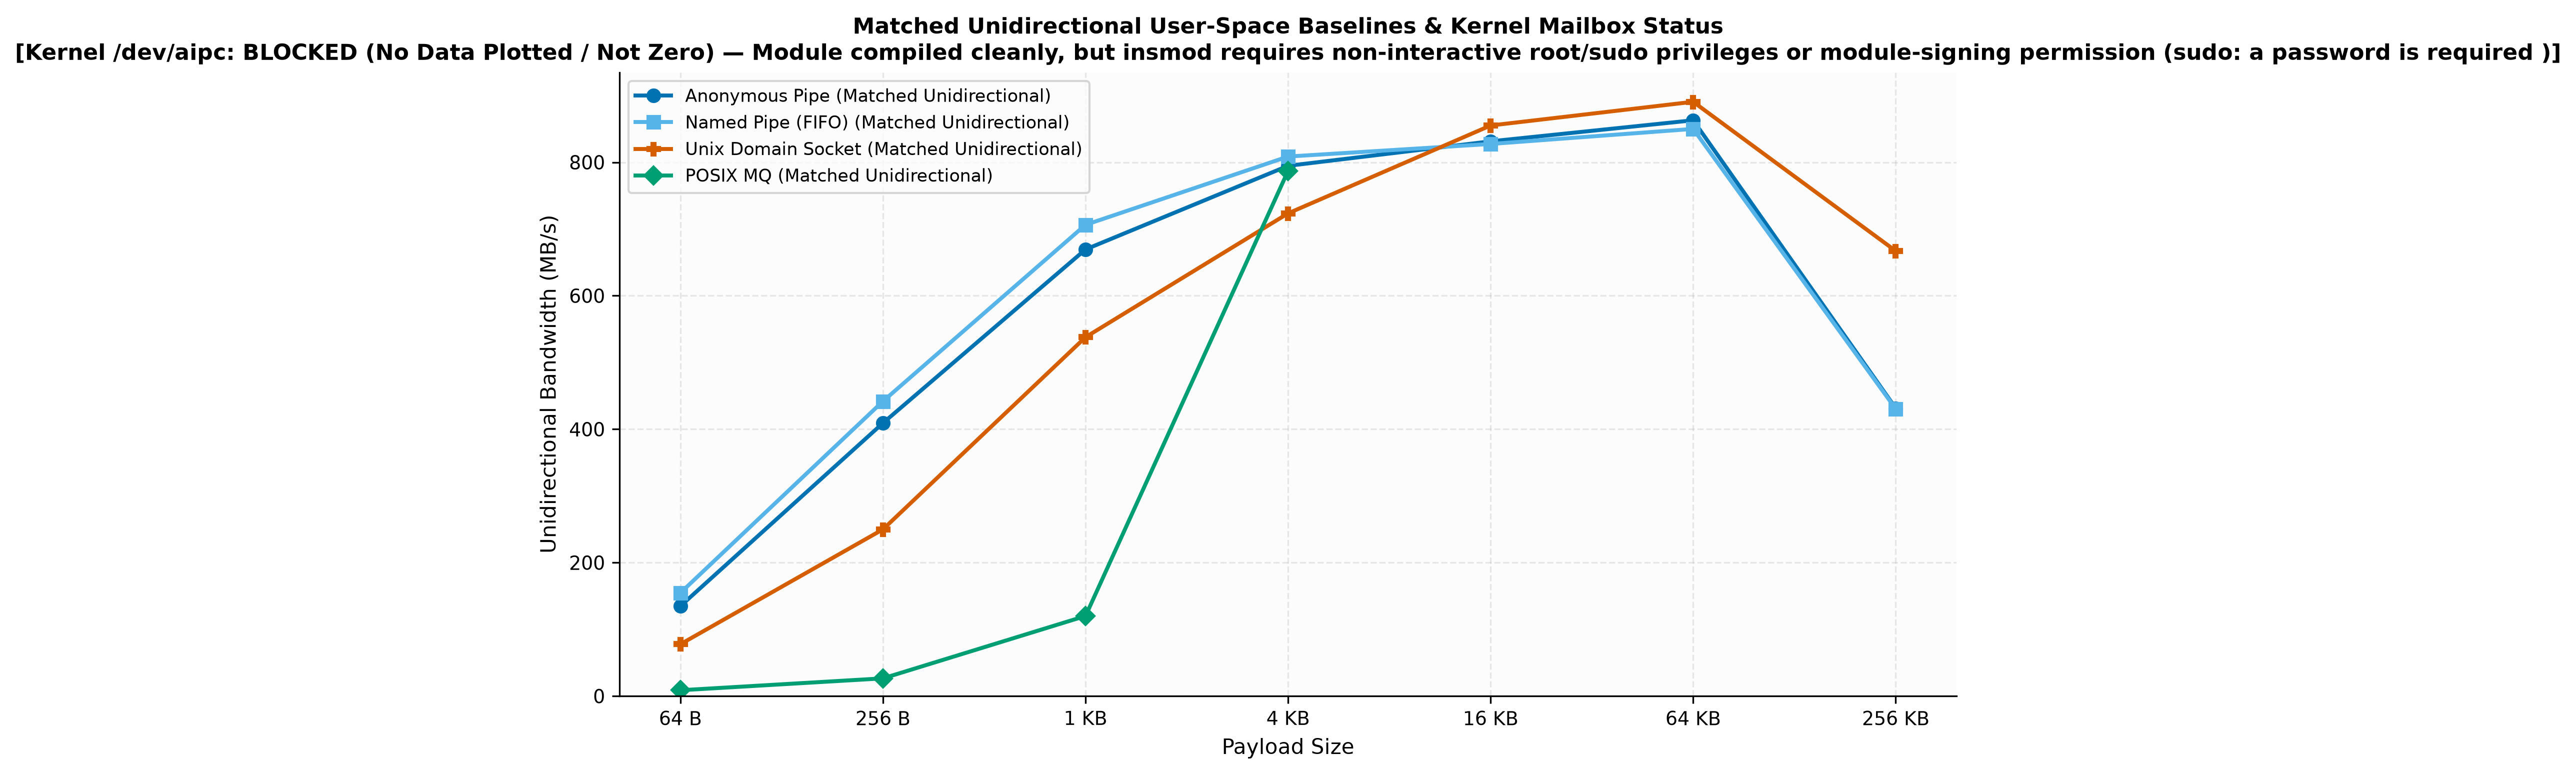 Matched Unidirectional User-Space Baselines & Kernel Mailbox Status
[Kernel /dev/aipc: BLOCKED (No Data Plotted / Not Zero) — Module compiled cleanly, but insmod requires non-interactive root/sudo privileges or module-signing permission (sudo: a password is required )]
Anonymous Pipe (Matched Unidirectional)
Named Pipe (FIFO) (Matched Unidirectional)
Unix Domain Socket (Matched Unidirectional)
POSIX MQ (Matched Unidirectional)
Unidirectional Bandwidth (MB/s)
800
600
400
200
0
64 B
256 B
1 KB
4 KB
16 KB
64 KB
256 KB
Payload Size